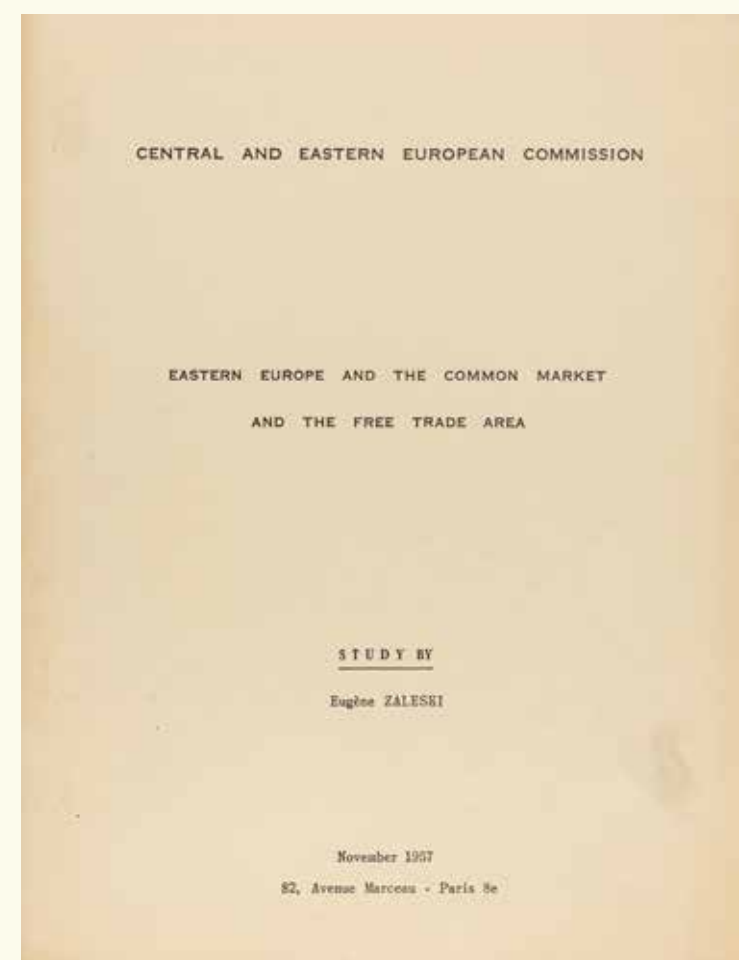 CENTRAL AND EASTERN EUROPEAN COMMISSION
EASTERN EUROPE AND THE COMMON MARKET
AND THE FREE TRADE AREA
STUDY BY
Eugène ZALESKI
November 1957
82, Avenue Marceau - Paris 8e